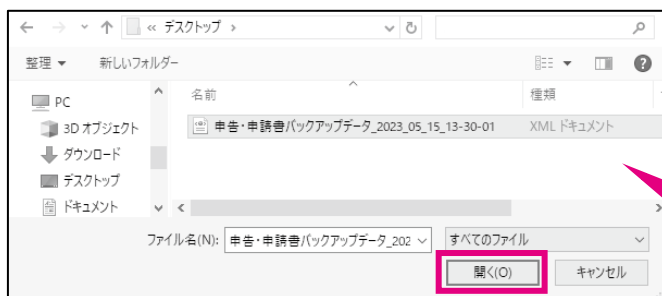 « デスクトップ ›
整理 ▼ 新しいフォルダー
名前 種類
PC
3D オブジェクト
ダウンロード
デスクトップ
ドキュメント
申告・申請書バックアップデータ_2023_05_15_13-30-01 XML ドキュメント
ファイル名(N): 申告・申請書バックアップデータ_202 すべてのファイル
開く(O) キャンセル